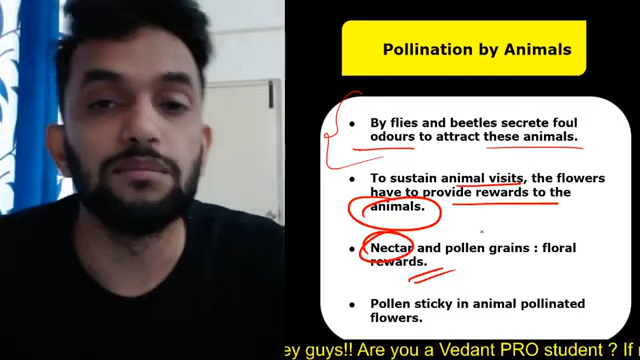 Pollination by Animals
By flies and beetles secrete foul
odours to attract these animals.
To sustain animal visits, the flowers
have to provide rewards to the
animals.
Nectar and pollen grains : floral
rewards.
Pollen sticky in animal pollinated
flowers.
guys!! Are you a Vedant PRO student ? If